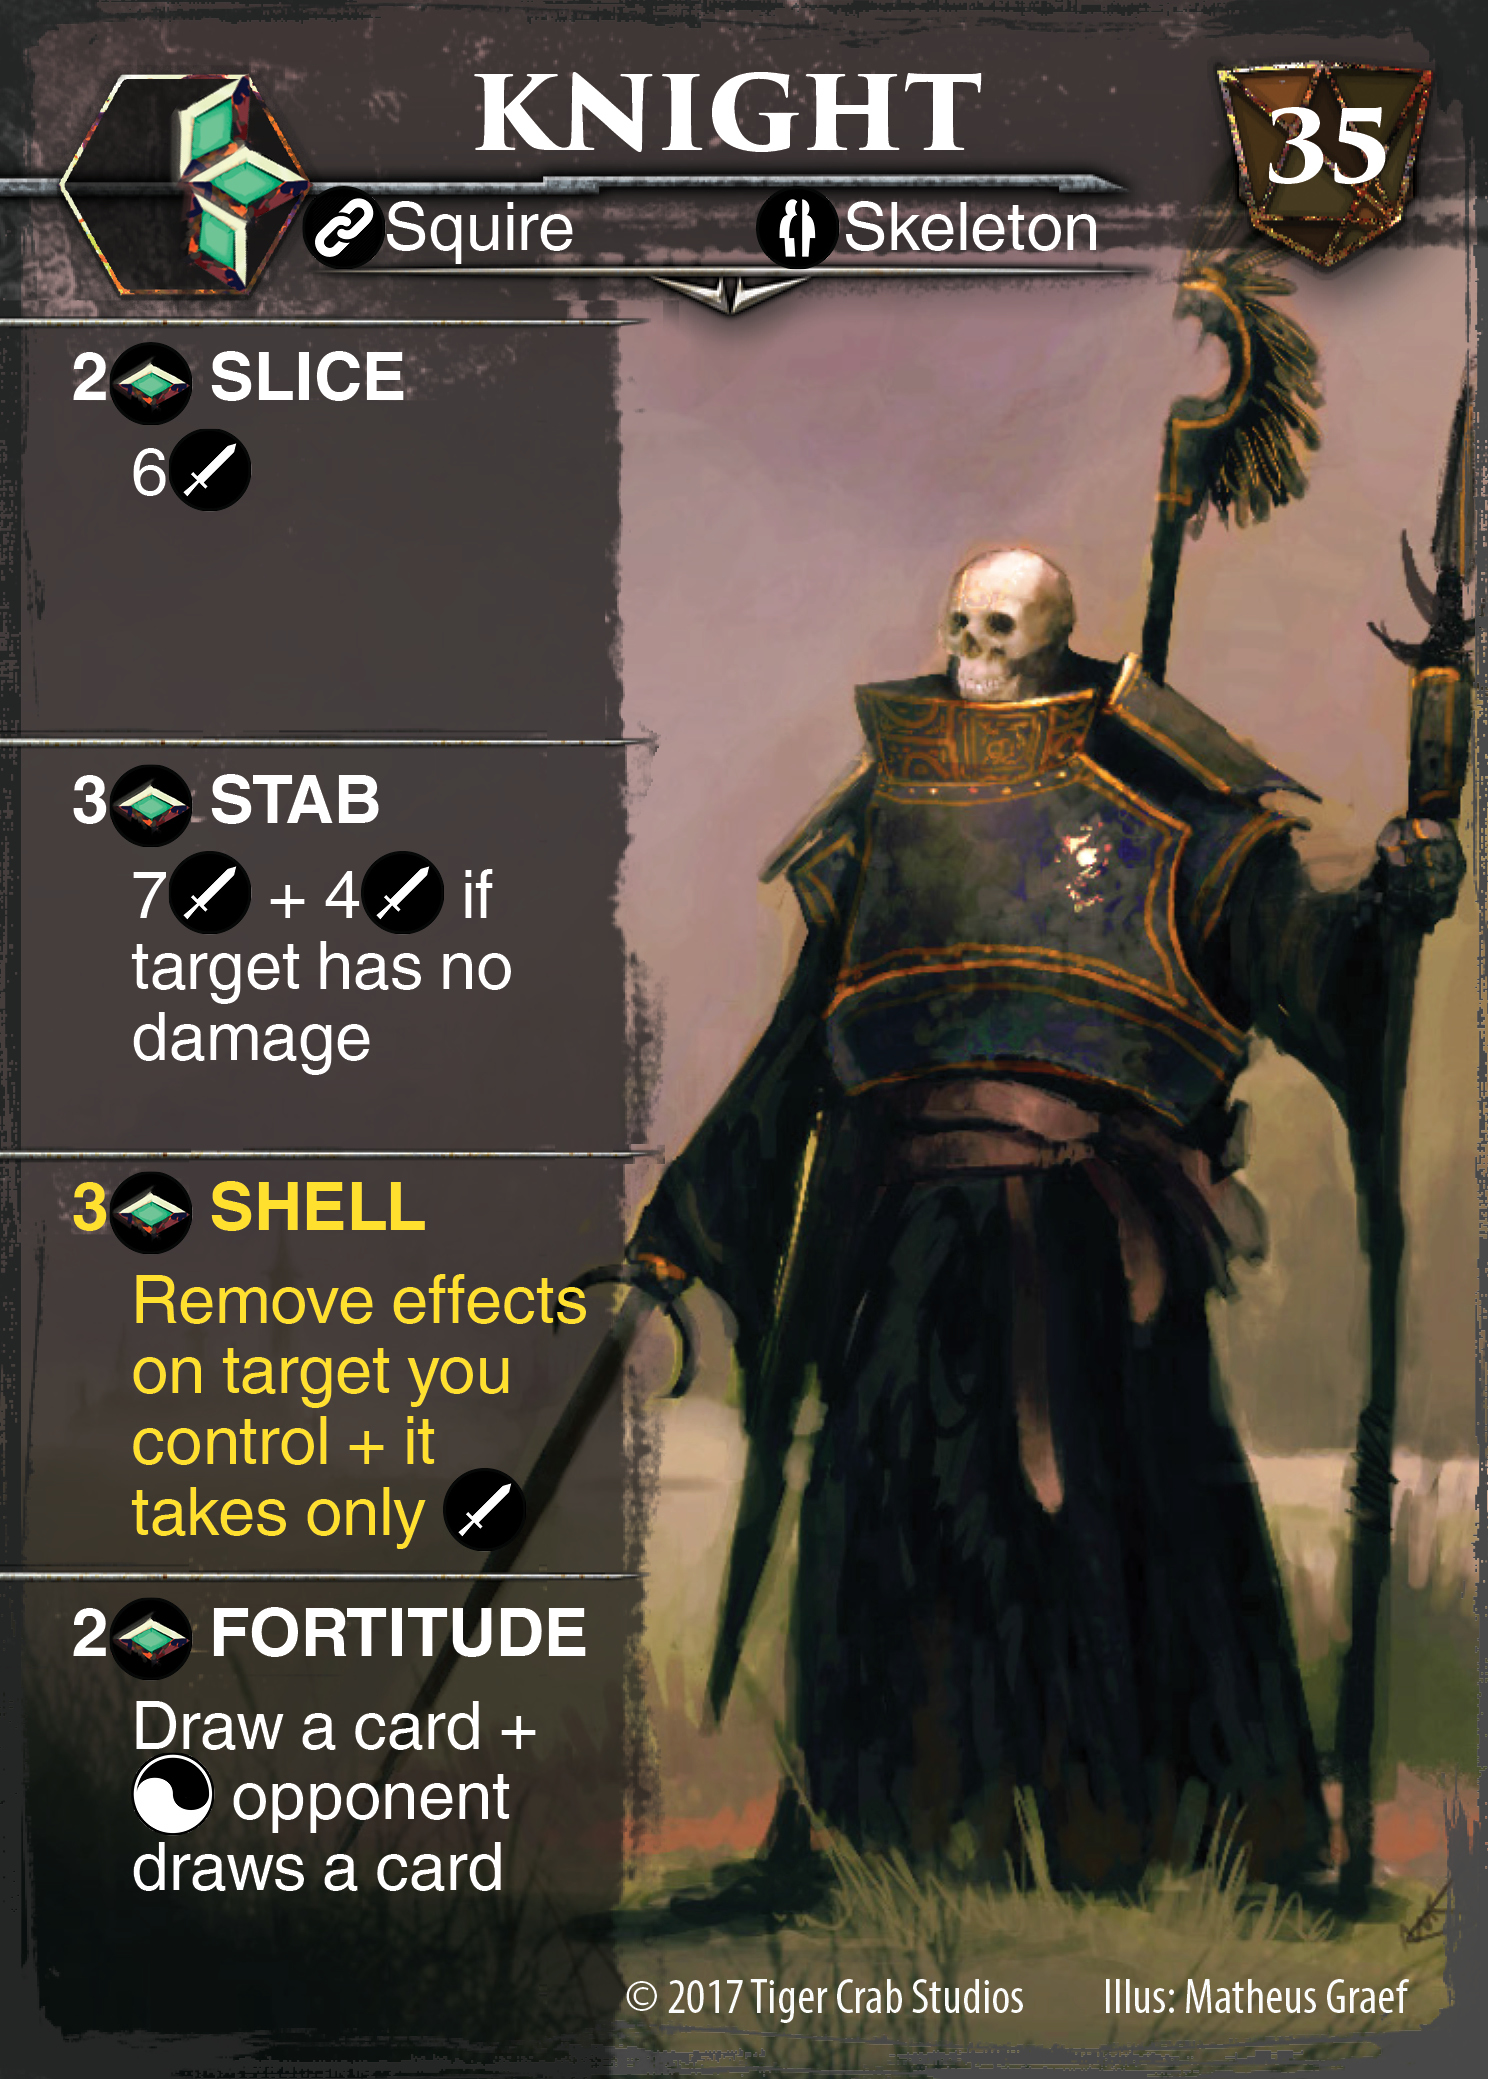 KNIGHT
35
Squire Skeleton
2 SLICE
6
3 STAB
7 + 4 if
target has no
damage
3 SHELL
Remove effects
on target you
control + it
takes only
2 FORTITUDE
Draw a card +
opponent
draws a card
© 2017 Tiger Crab Studios Illus: Matheus Graef